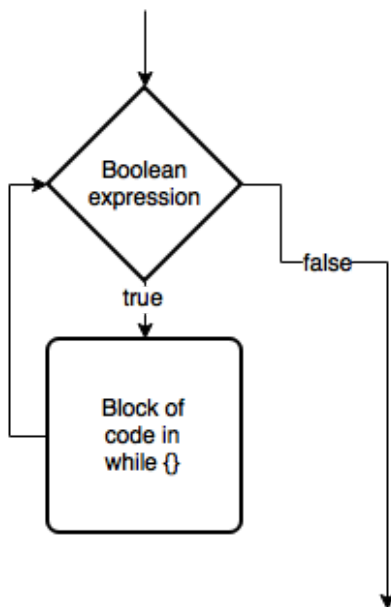 Boolean
expression
false
true
Block of
code in
while {}